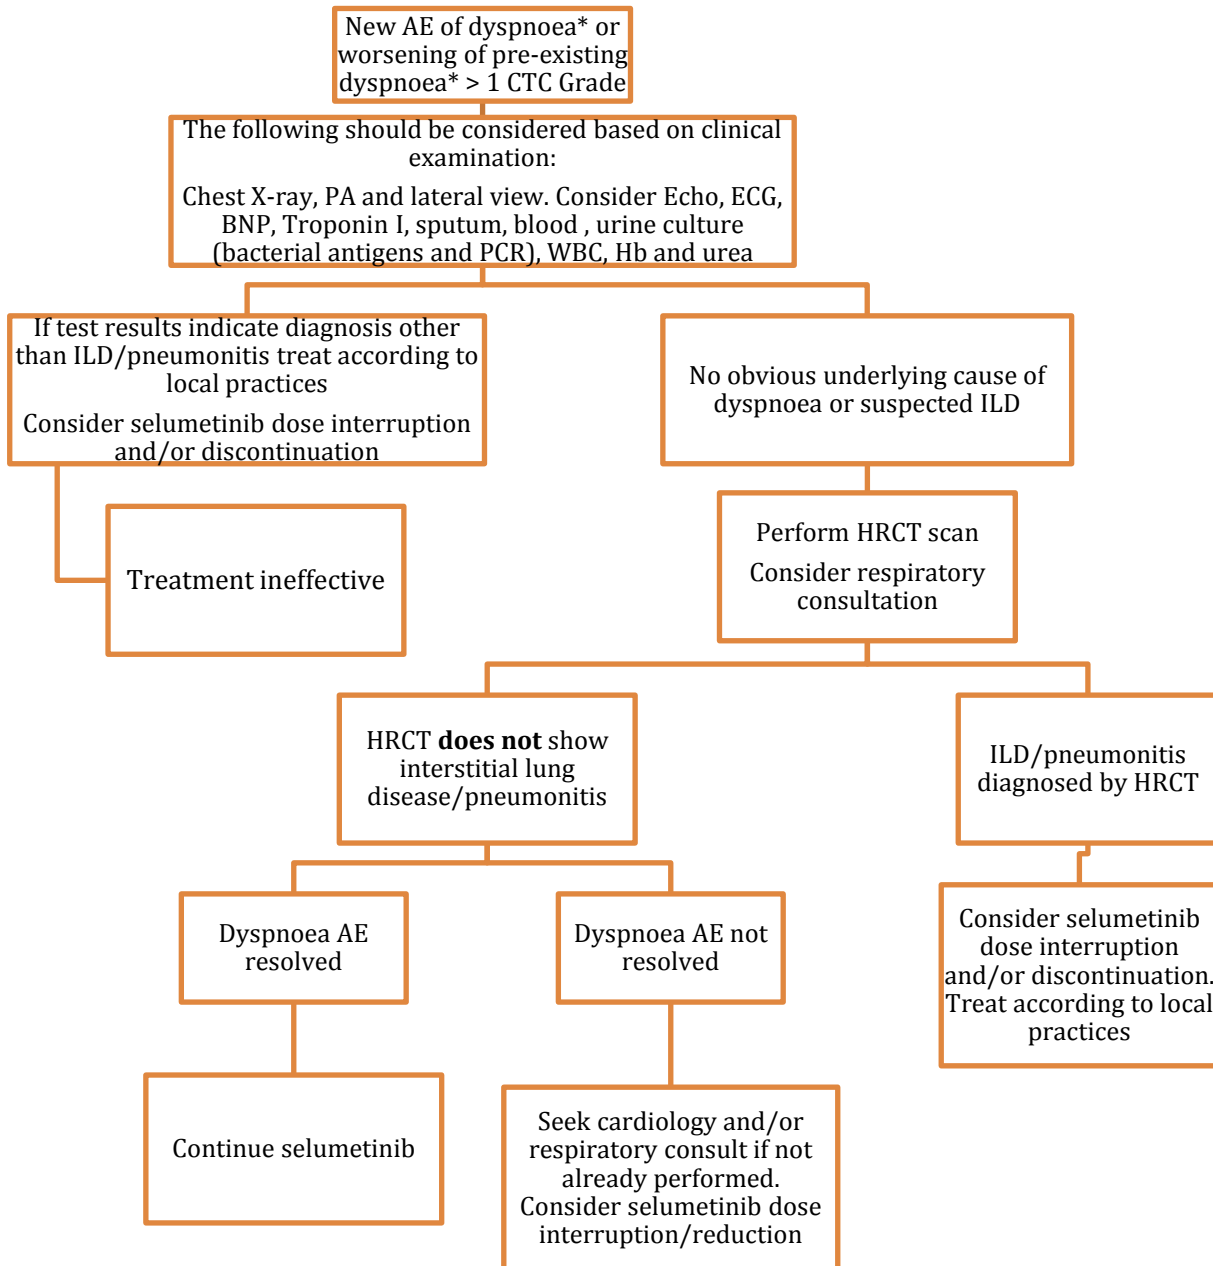 New AE of dyspnoea* or
worsening of pre-existing
dyspnoea* > 1 CTC Grade
The following should be considered based on clinical
examination:
Chest X-ray, PA and lateral view. Consider Echo, ECG,
BNP, Troponin I, sputum, blood , urine culture
(bacterial antigens and PCR), WBC, Hb and urea
If test results indicate diagnosis other
than ILD/pneumonitis treat according to
local practices
Consider selumetinib dose interruption
and/or discontinuation
No obvious underlying cause of
dyspnoea or suspected ILD
Treatment ineffective
Perform HRCT scan
Consider respiratory
consultation
HRCT does not show
interstitial lung
disease/pneumonitis
ILD/pneumonitis
diagnosed by HRCT
Dyspnoea AE
resolved
Dyspnoea AE not
resolved
Consider selumetinib
dose interruption
and/or discontinuation.
Treat according to local
practices
Continue selumetinib
Seek cardiology and/or
respiratory consult if not
already performed.
Consider selumetinib dose
interruption/reduction